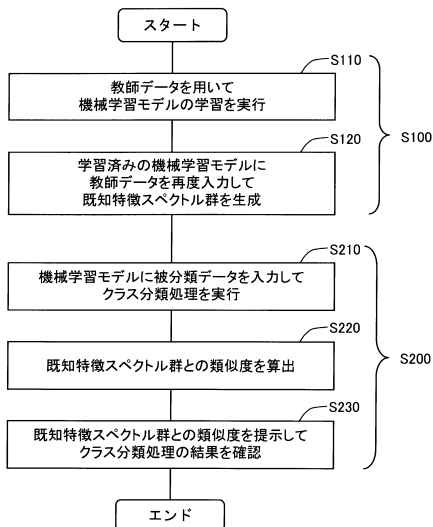 スタート
S110
教師データを用いて
機械学習モデルの学習を実行
S120
学習済みの機械学習モデルに
教師データを再度入力して
既知特徴スペクトル群を生成
S100
S210
機械学習モデルに被分類データを入力して
クラス分類処理を実行
S220
既知特徴スペクトル群との類似度を算出
S200
S230
既知特徴スペクトル群との類似度を提示して
クラス分類処理の結果を確認
エンド